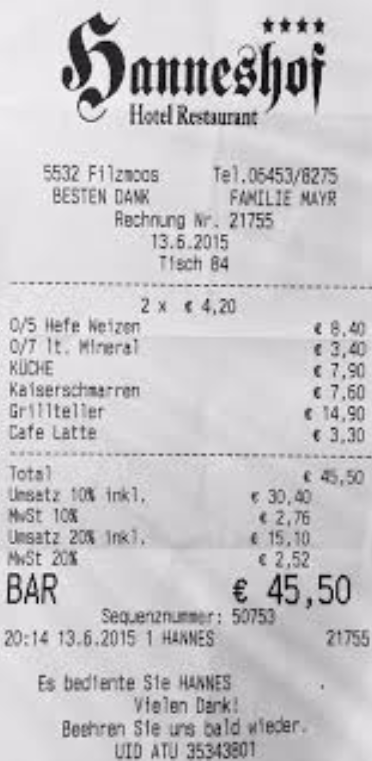 ****
Hanneshof
Hotel Restaurant
5532 Filzmoos Tel.06453/8275
BESTEN DANK FAMILIE MAYR
Rechnung Nr. 21755
13.6.2015
Tisch 84
2 x € 4,20
0/5 Hefe Weizen € 8,40
0/7 lt. Mineral € 3,40
KÜCHE € 7,90
Kaiserschmarren € 7,60
Grillteller € 14,90
Cafe Latte € 3,30
Total € 45,50
Umsatz 10% inkl. € 30,40
MwSt 10% € 2,76
Umsatz 20% inkl. € 15,10
MwSt 20% € 2,52
BAR € 45,50
Sequenznummer: 50753
20:14 13.6.2015 1 HANNES 21755
Es bediente Sie HANNES
Vielen Dank!
Beehren Sie uns bald wieder.
UID ATU 35343801